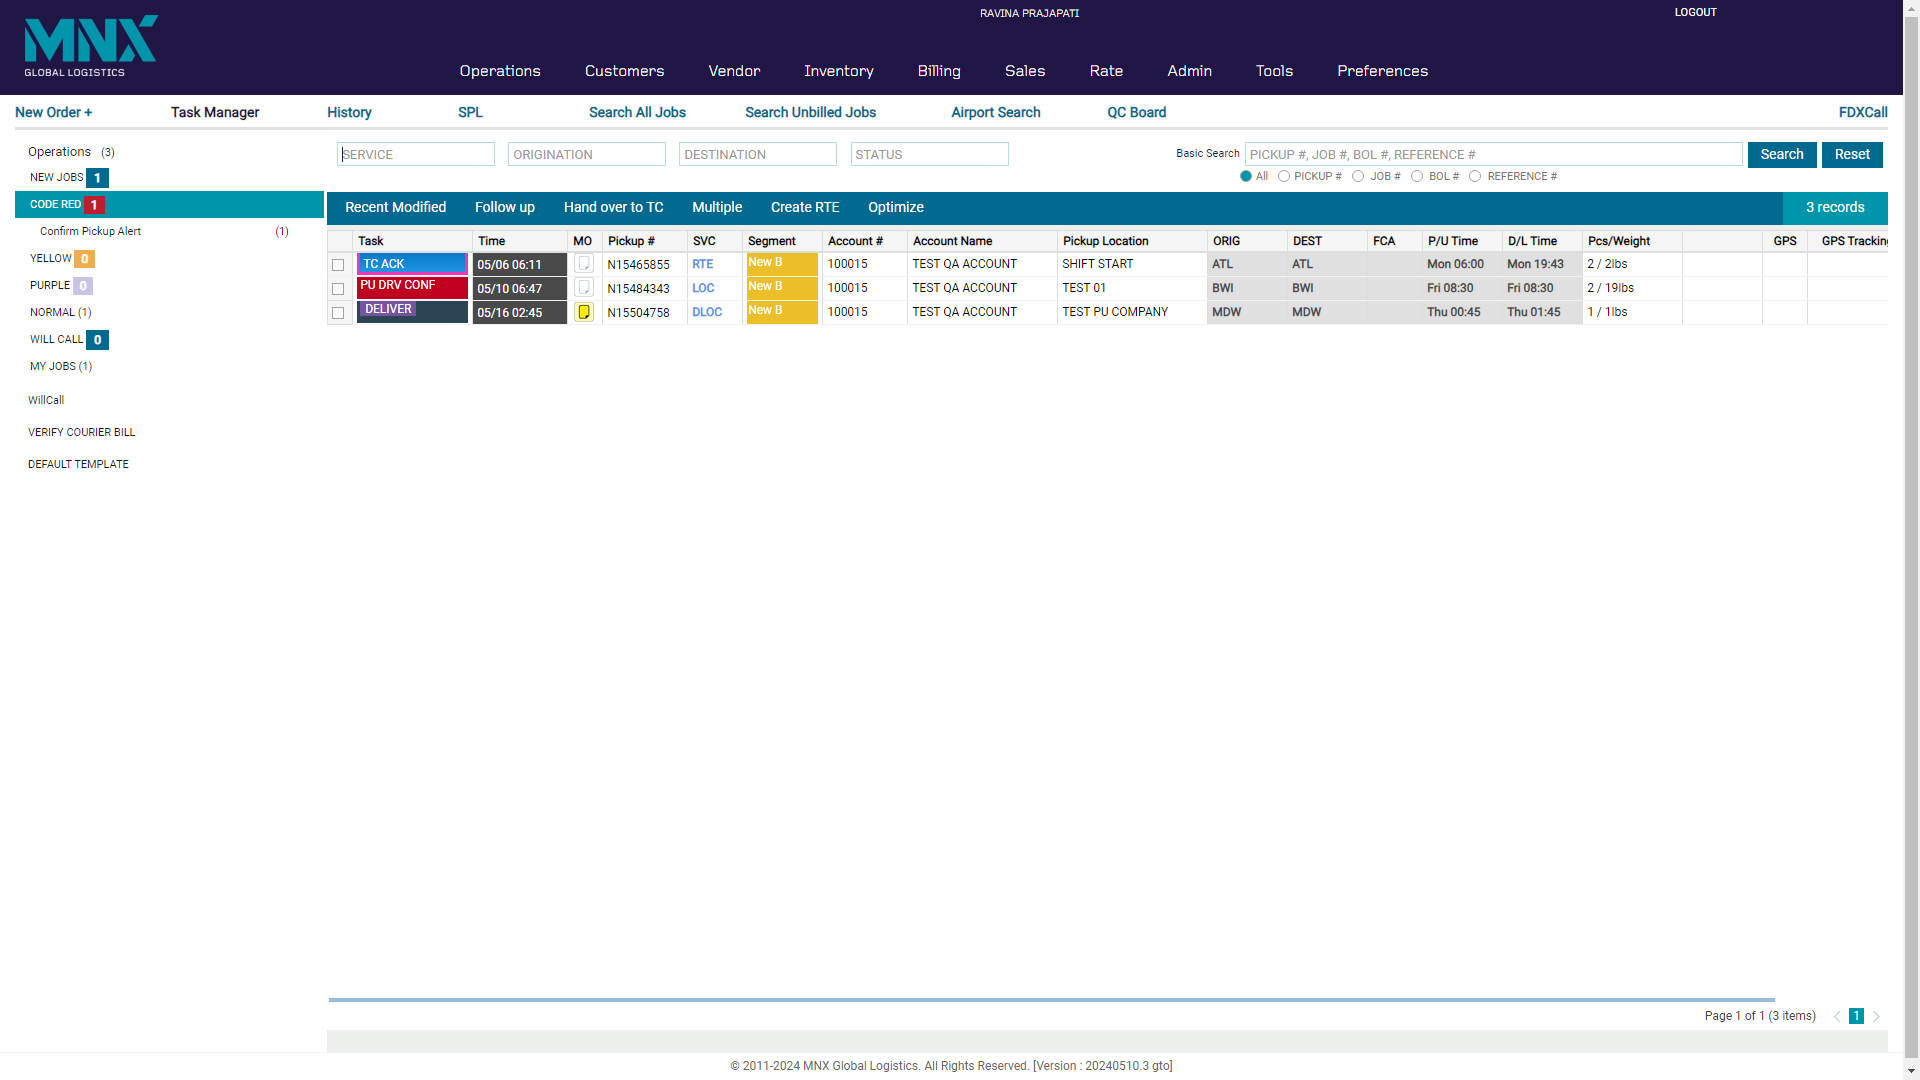 RAVINA PRAJAPATI
LOGOUT
MNX
GLOBAL LOGISTICS
Operations Customers Vendor Inventory Billing Sales Rate Admin Tools Preferences
New Order + Task Manager History SPL Search All Jobs Search Unbilled Jobs Airport Search QC Board FDXCall
Operations (3)
NEW JOBS 1
CODE RED 1
Confirm Pickup Alert (1)
YELLOW 0
PURPLE 0
NORMAL (1)
WILL CALL 0
MY JOBS (1)
WillCall
VERIFY COURIER BILL
DEFAULT TEMPLATE
SERVICE ORIGINATION DESTINATION STATUS Basic Search PICKUP #, JOB #, BOL #, REFERENCE # Search Reset
All PICKUP # JOB # BOL # REFERENCE #
Recent Modified Follow up Hand over to TC Multiple Create RTE Optimize 3 records
Task Time MO Pickup # SVC Segment Account # Account Name Pickup Location ORIG DEST FCA P/U Time D/L Time Pcs/Weight GPS GPS Tracking
TC ACK 05/06 06:11 N15465855 RTE New B 100015 TEST QA ACCOUNT SHIFT START ATL ATL Mon 06:00 Mon 19:43 2 / 2lbs
PU DRV CONF 05/10 06:47 N15484343 LOC New B 100015 TEST QA ACCOUNT TEST 01 BWI BWI Fri 08:30 Fri 08:30 2 / 19lbs
DELIVER 05/16 02:45 N15504758 DLOC New B 100015 TEST QA ACCOUNT TEST PU COMPANY MDW MDW Thu 00:45 Thu 01:45 1 / 1lbs
Page 1 of 1 (3 items) 1
© 2011-2024 MNX Global Logistics. All Rights Reserved. [Version : 20240510.3 gto]